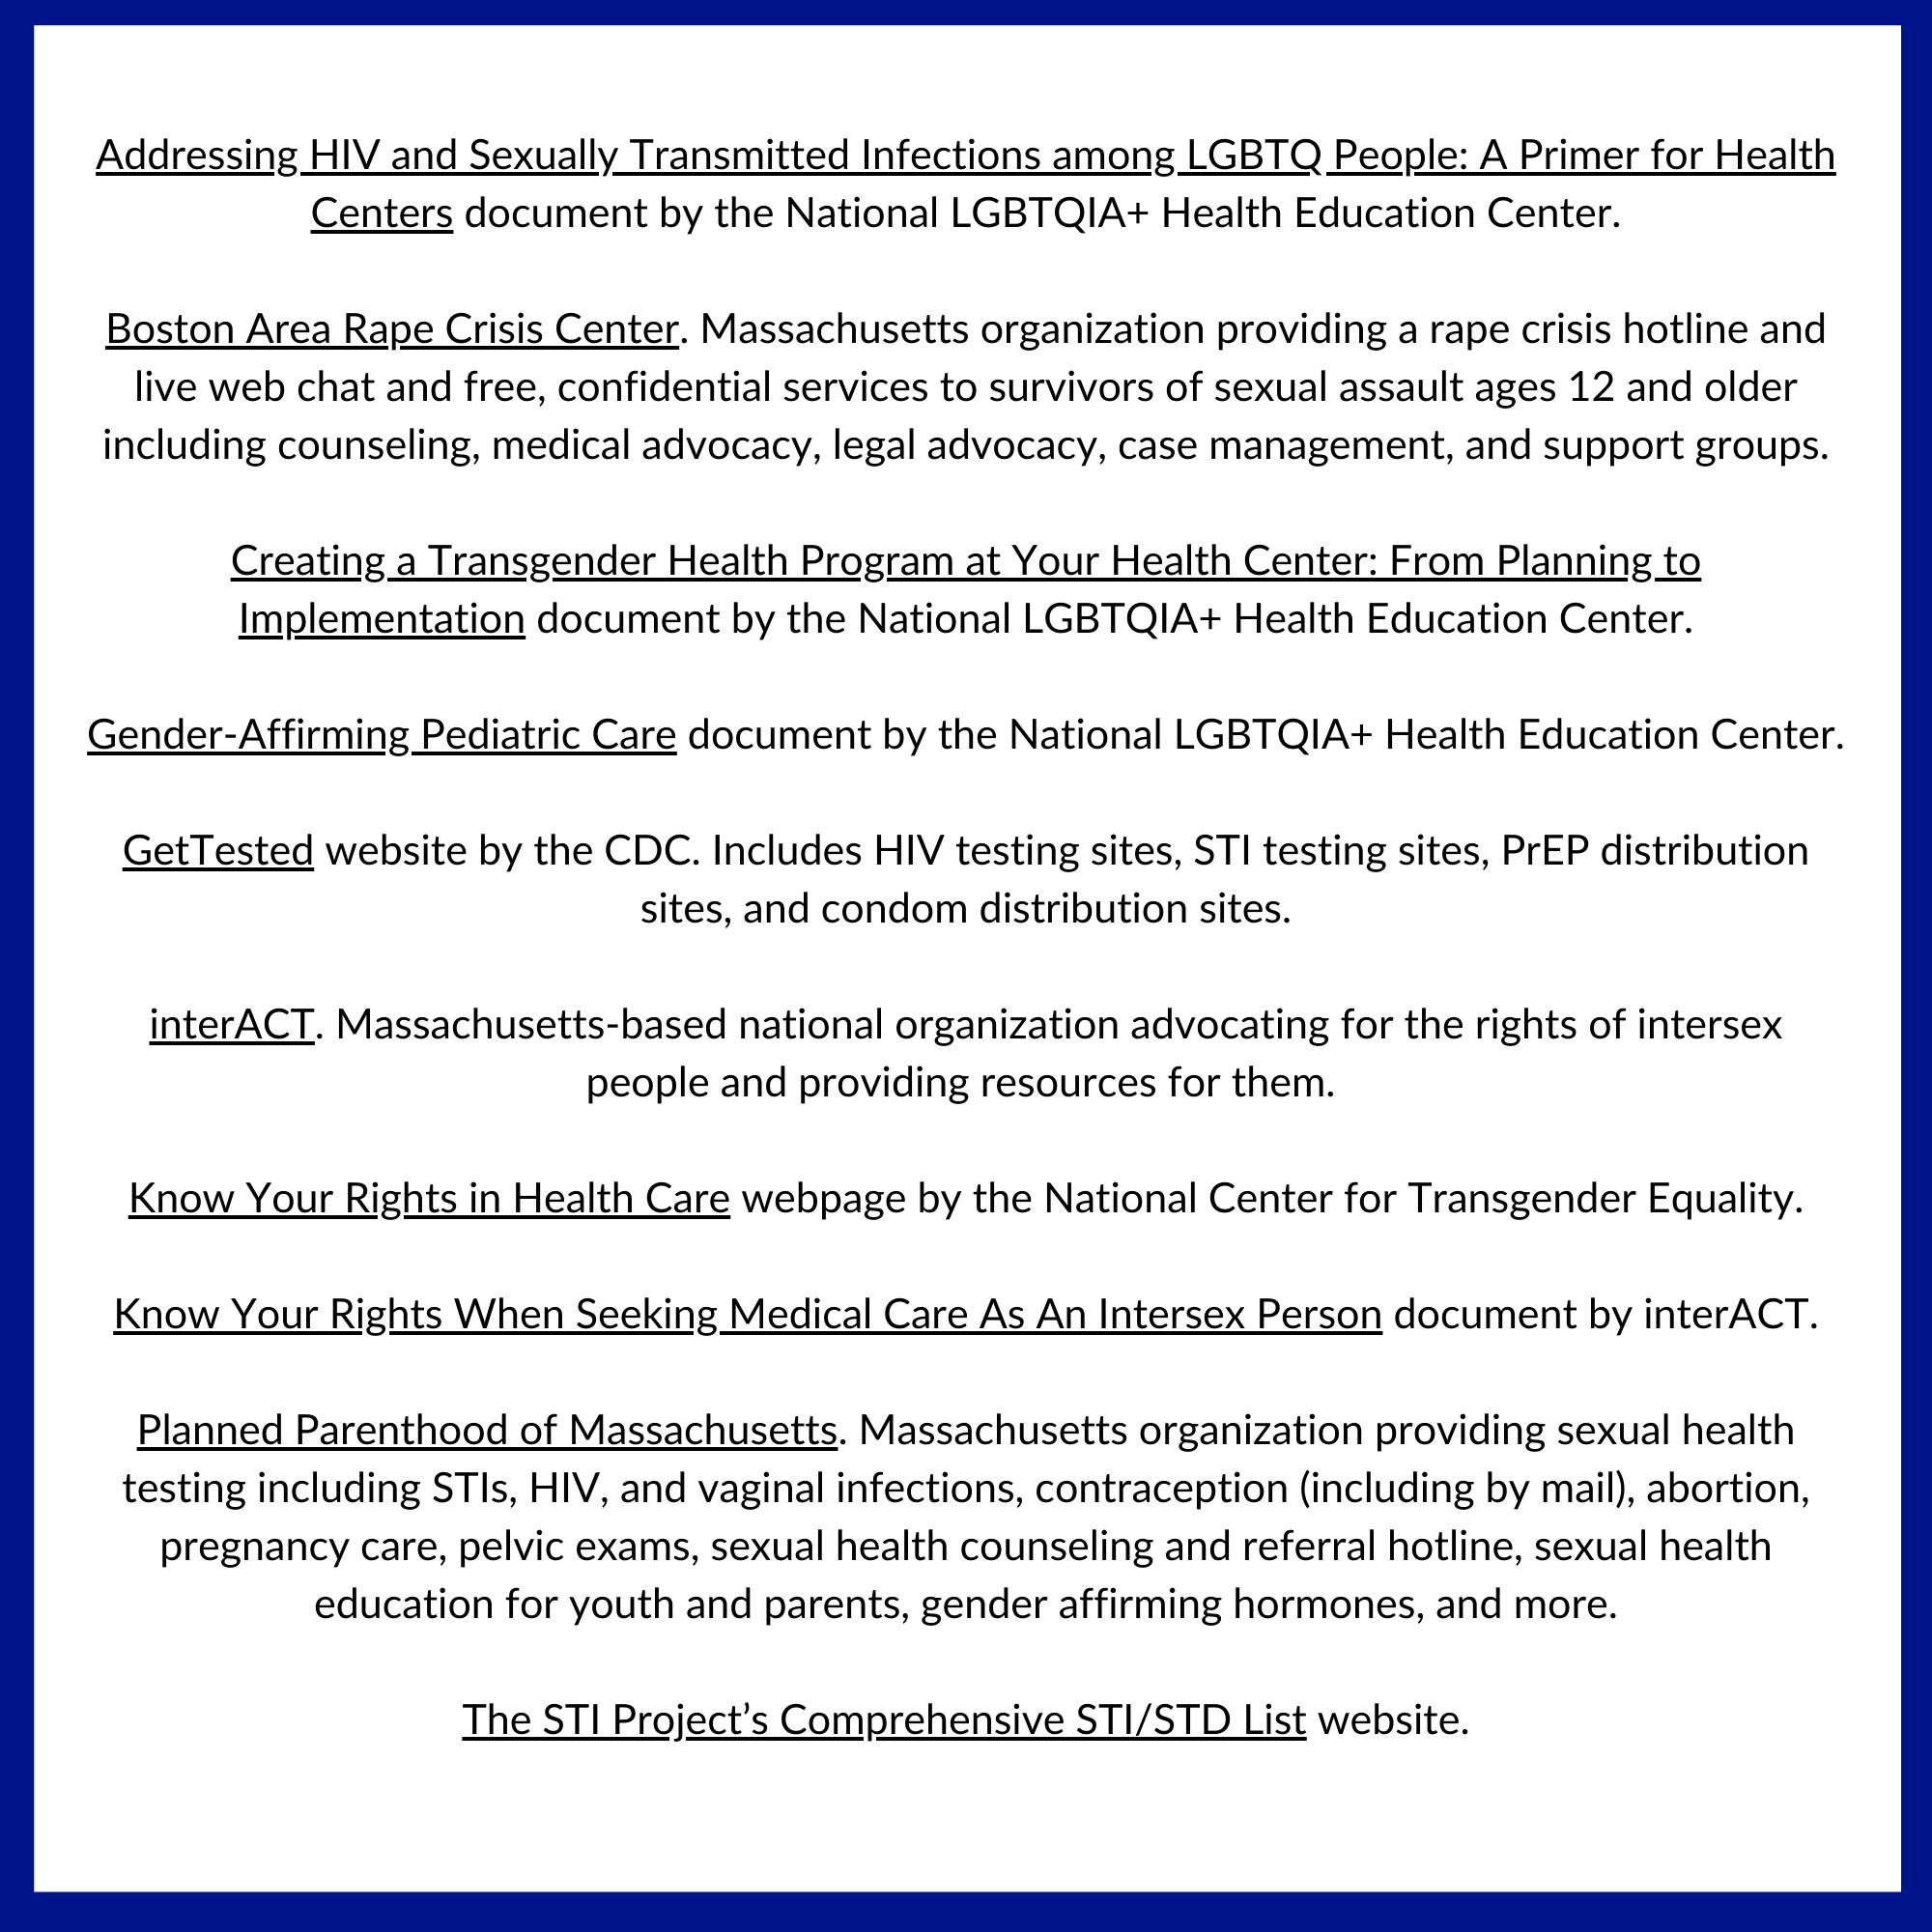 Addressing HIV and Sexually Transmitted Infections among LGBTQ People: A Primer for Health
Centers document by the National LGBTQIA+ Health Education Center.
Boston Area Rape Crisis Center. Massachusetts organization providing a rape crisis hotline and
live web chat and free, confidential services to survivors of sexual assault ages 12 and older
including counseling, medical advocacy, legal advocacy, case management, and support groups.
Creating a Transgender Health Program at Your Health Center: From Planning to
Implementation document by the National LGBTQIA+ Health Education Center.
Gender-Affirming Pediatric Care document by the National LGBTQIA+ Health Education Center.
GetTested website by the CDC. Includes HIV testing sites, STI testing sites, PrEP distribution
sites, and condom distribution sites.
interACT. Massachusetts-based national organization advocating for the rights of intersex
people and providing resources for them.
Know Your Rights in Health Care webpage by the National Center for Transgender Equality.
Know Your Rights When Seeking Medical Care As An Intersex Person document by interACT.
Planned Parenthood of Massachusetts. Massachusetts organization providing sexual health
testing including STIs, HIV, and vaginal infections, contraception (including by mail), abortion,
pregnancy care, pelvic exams, sexual health counseling and referral hotline, sexual health
education for youth and parents, gender affirming hormones, and more.
The STI Project’s Comprehensive STI/STD List website.